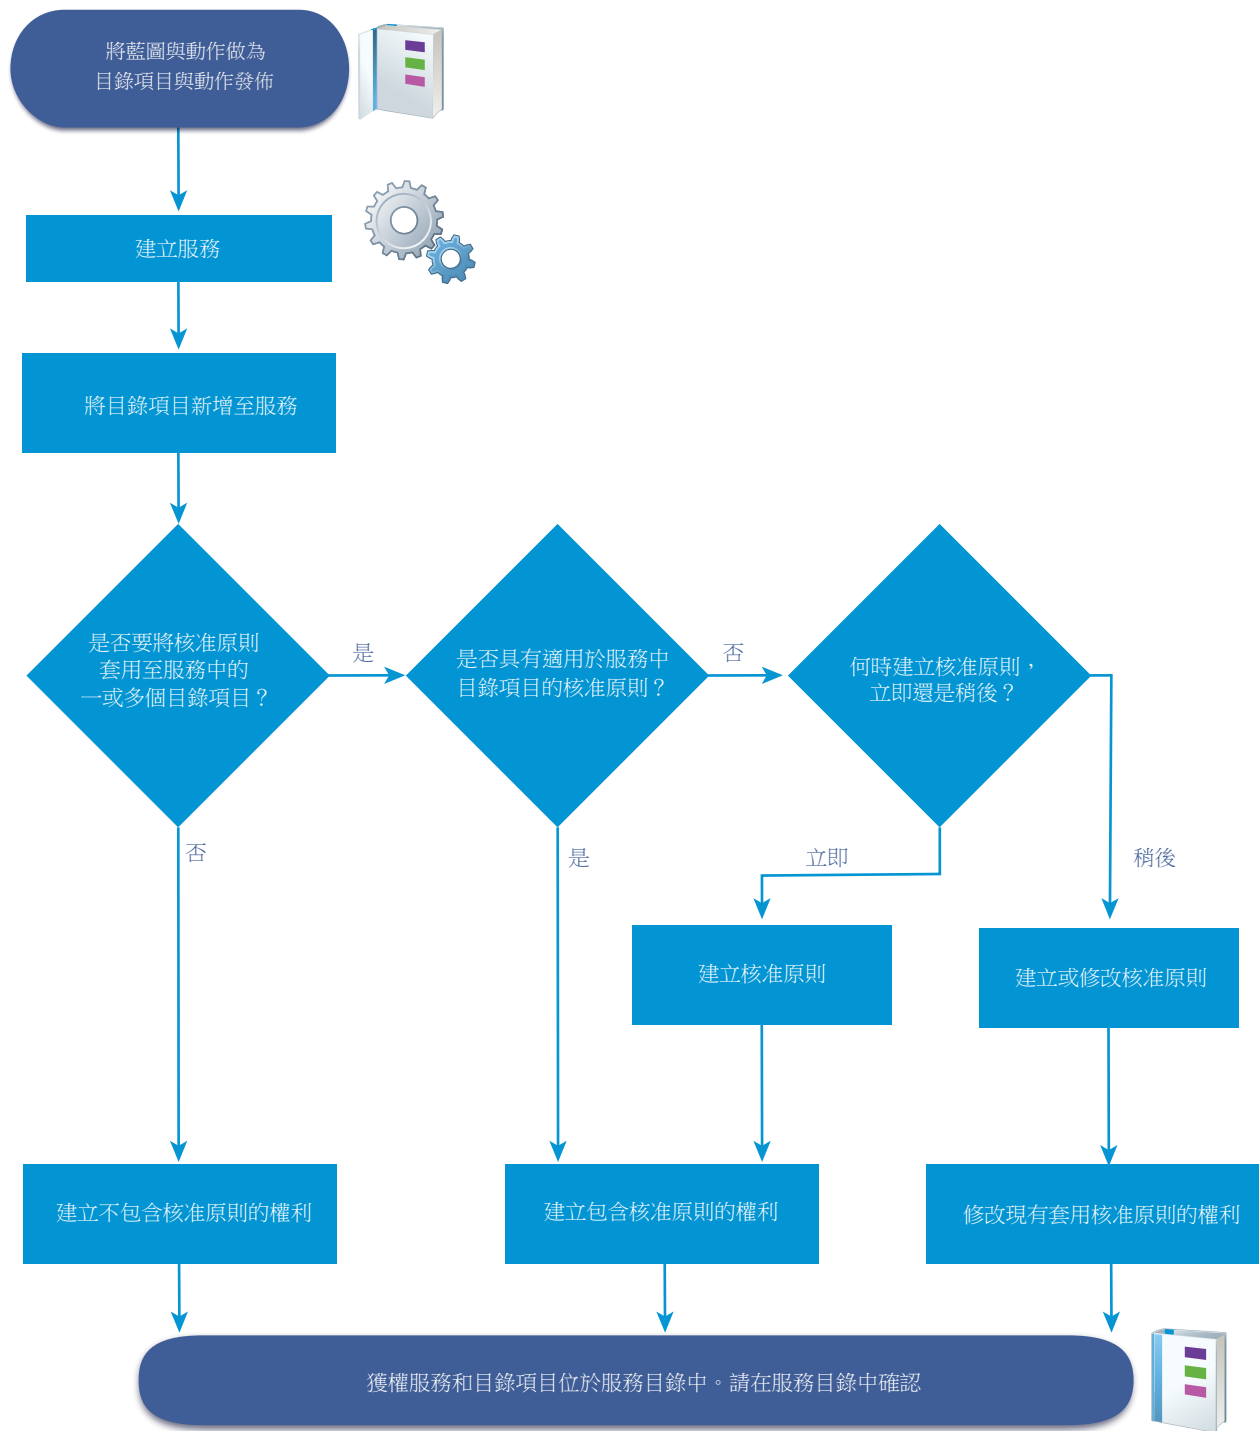 將藍圖與動作做為
目錄項目與動作發佈
建立服務
將目錄項目新增至服務
是否要將核准原則
套用至服務中的
一或多個目錄項目？
是
是否具有適用於服務中
目錄項目的核准原則？
否
何時建立核准原則，
立即還是稍後？
否
是
立即
稍後
建立核准原則
建立或修改核准原則
建立不包含核准原則的權利
建立包含核准原則的權利
修改現有套用核准原則的權利
獲權服務和目錄項目位於服務目錄中。請在服務目錄中確認